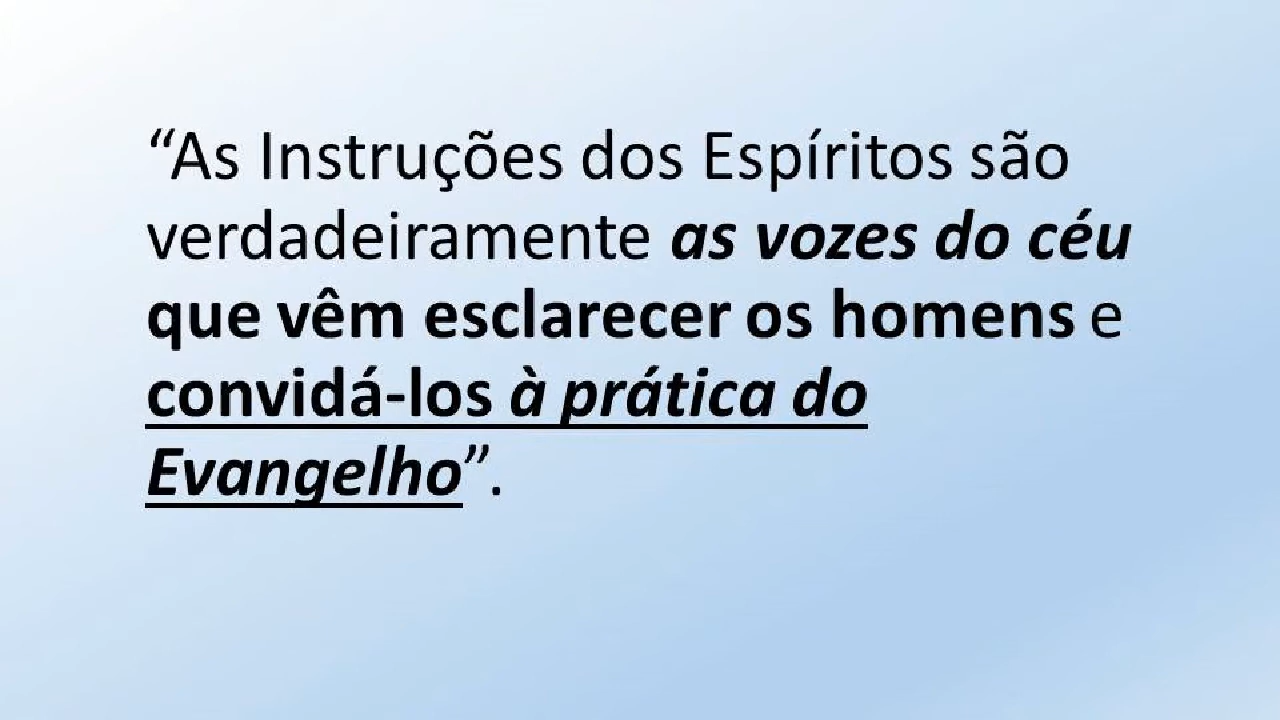 “As Instruções dos Espíritos são
verdadeiramente as vozes do céu
que vêm esclarecer os homens e
convidá-los à prática do
Evangelho”.